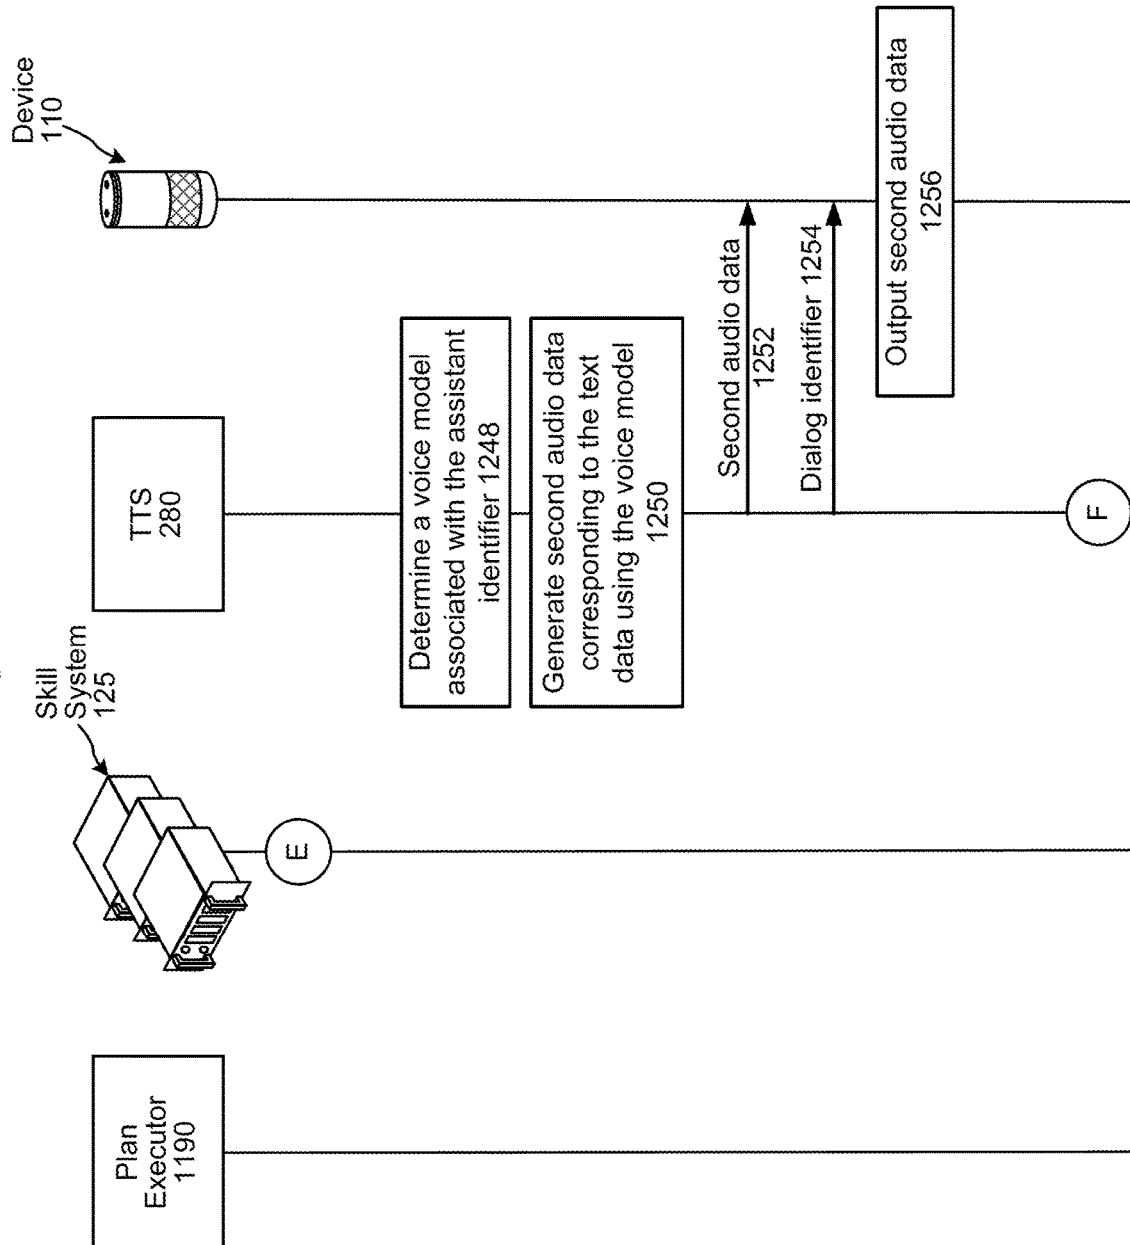 Plan
Executor
1190
Skill
System
125
E
TTS
280
Device
110
Determine a voice model
associated with the assistant
identifier 1248
Generate second audio data
corresponding to the text
data using the voice model
1250
Second audio data
1252
Dialog identifier 1254
Output second audio data
1256
F